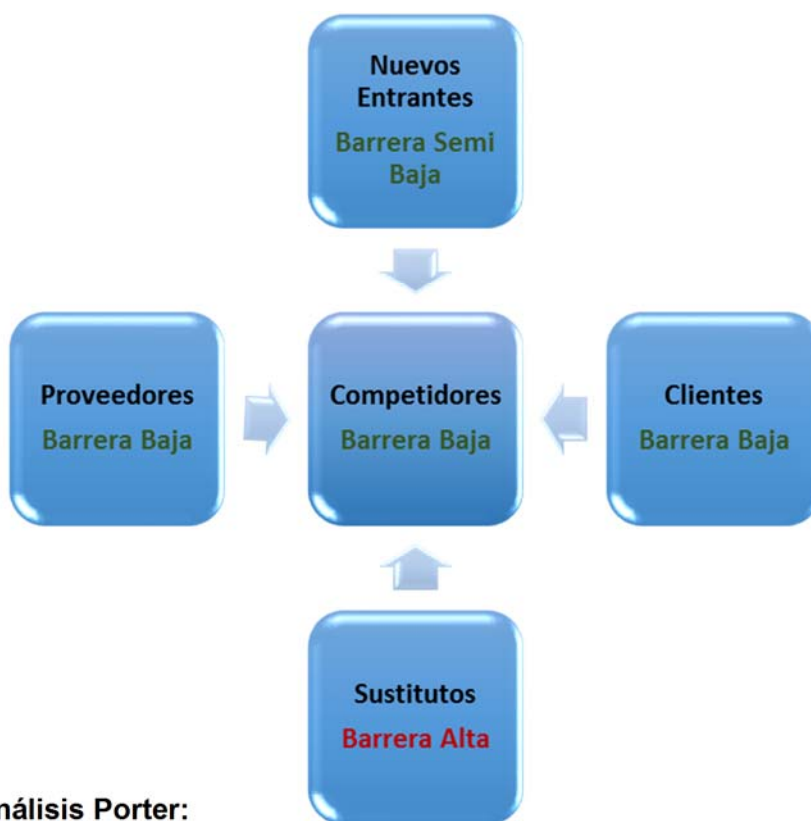 Nuevos
Entrantes
Barrera Semi
Baja
Proveedores
Barrera Baja
Competidores
Barrera Baja
Clientes
Barrera Baja
Sustitutos
Barrera Alta
nálisis Porter: